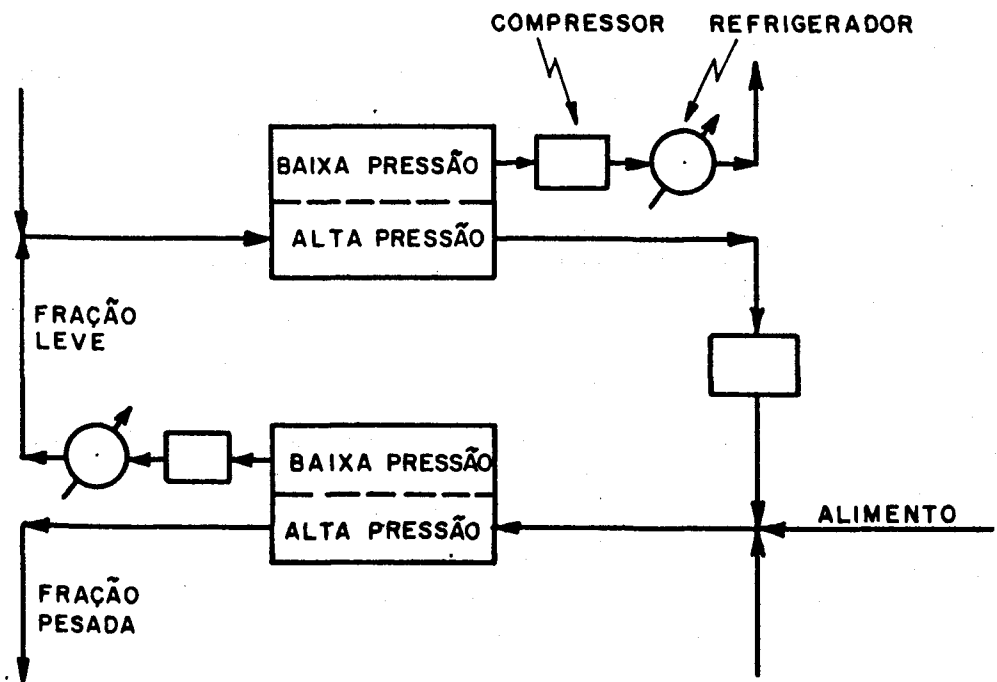 COMPRESSOR REFRIGERADOR
BAIXA PRESSÃO
ALTA PRESSÃO
FRAÇÃO
LEVE
BAIXA PRESSÃO
ALTA PRESSÃO
ALIMENTO
FRAÇÃO
PESADA